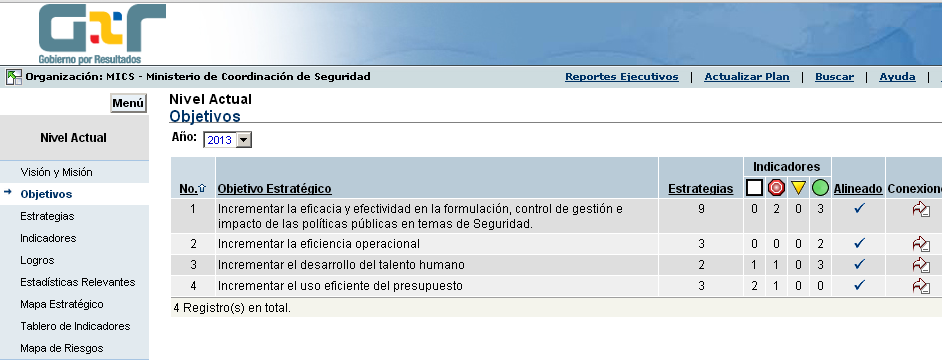 GPR
Gobierno por Resultados
Organización: MICS - Ministerio de Coordinación de Seguridad
Reportes Ejecutivos | Actualizar Plan | Buscar | Ayuda |
Menú
Nivel Actual
Visión y Misión
Objetivos
Estrategias
Indicadores
Logros
Estadísticas Relevantes
Mapa Estratégico
Tablero de Indicadores
Mapa de Riesgos
Nivel Actual
Objetivos
Año: 2013
Indicadores
No. Objetivo Estratégico Estrategias Alineado Conexione
1 Incrementar la eficacia y efectividad en la formulación, control de gestión e 9 0 2 0 3
impacto de las políticas públicas en temas de Seguridad.
2 Incrementar la eficiencia operacional 3 0 0 0 2
3 Incrementar el desarrollo del talento humano 2 1 1 0 3
4 Incrementar el uso eficiente del presupuesto 3 2 1 0 0
4 Registro(s) en total.